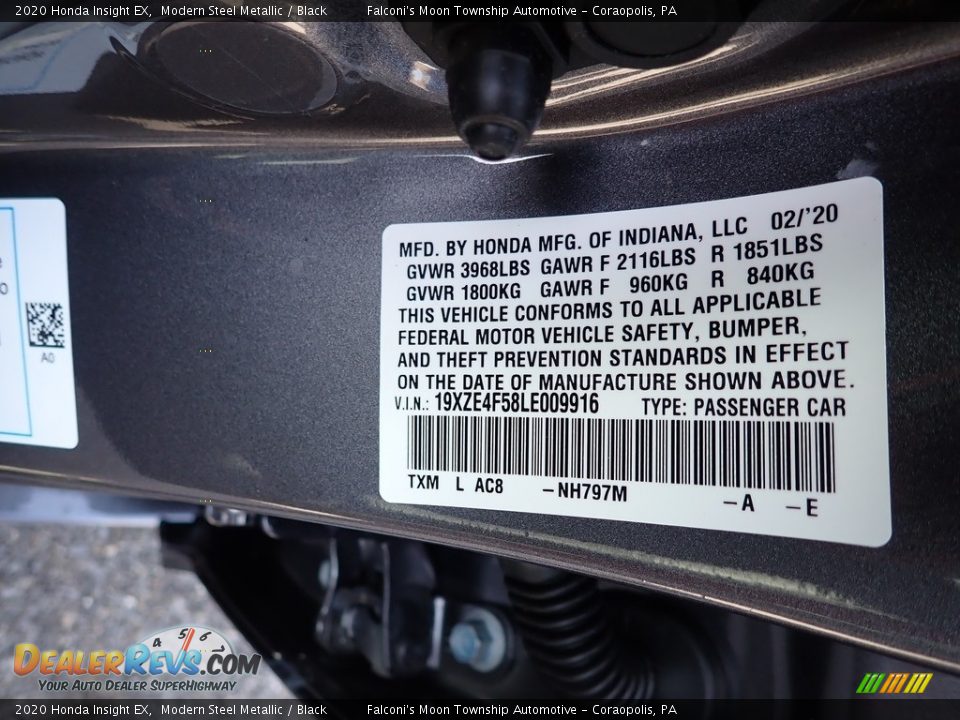 2020 Honda Insight EX, Modern Steel Metallic / Black Falconi's Moon Township Automotive - Coraopolis, PA
MFD. BY HONDA MFG. OF INDIANA, LLC 02/'20
GVWR 3968LBS GAWR F 2116LBS R 1851LBS
GVWR 1800KG GAWR F 960KG R 840KG
THIS VEHICLE CONFORMS TO ALL APPLICABLE
FEDERAL MOTOR VEHICLE SAFETY, BUMPER,
AND THEFT PREVENTION STANDARDS IN EFFECT
ON THE DATE OF MANUFACTURE SHOWN ABOVE.
V.I.N.: 19XZE4F58LE009916 TYPE: PASSENGER CAR
TXM L AC8 -NH797M -A -E
A0
4 5 6
DealerRevs.com
Your Auto Dealer SuperHighway
2020 Honda Insight EX, Modern Steel Metallic / Black Falconi's Moon Township Automotive - Coraopolis, PA